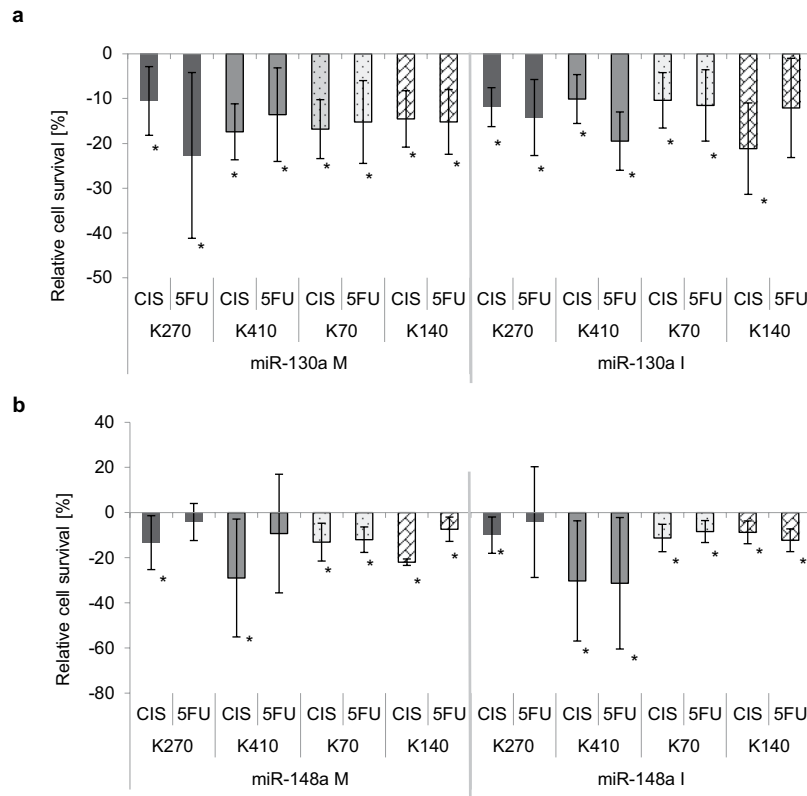 a
0
-10
-20
-30
-40
-50
Relative cell survival [%]
* * * * * * * * * * * * * * *
CIS 5FU CIS 5FU CIS 5FU CIS 5FU CIS 5FU CIS 5FU CIS 5FU CIS 5FU
K270 K410 K70 K140 K270 K410 K70 K140
miR-130a M miR-130a I
b
40
20
0
-20
-40
-60
-80
Relative cell survival [%]
* * * * * * * * * * * * *
CIS 5FU CIS 5FU CIS 5FU CIS 5FU CIS 5FU CIS 5FU CIS 5FU CIS 5FU
K270 K410 K70 K140 K270 K410 K70 K140
miR-148a M miR-148a I